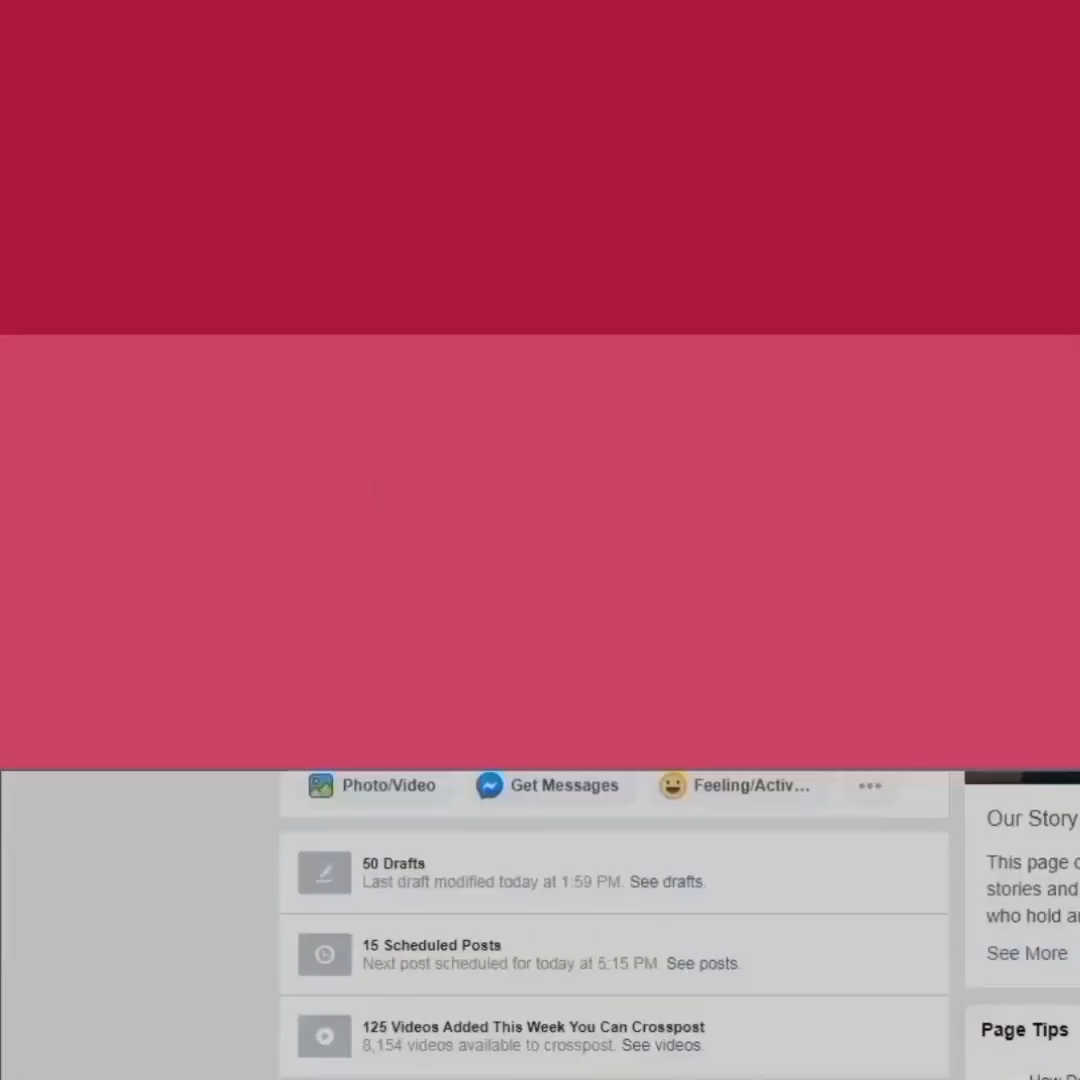 Photo/Video Get Messages Feeling/Activ... 
50 Drafts
Last draft modified today at 1:59 PM. See drafts.
15 Scheduled Posts
Next post scheduled for today at 5:15 PM. See posts.
125 Videos Added This Week You Can Crosspost
8,154 videos available to crosspost. See videos.
Our Story
This page
stories and
who hold
See More
Page Tips